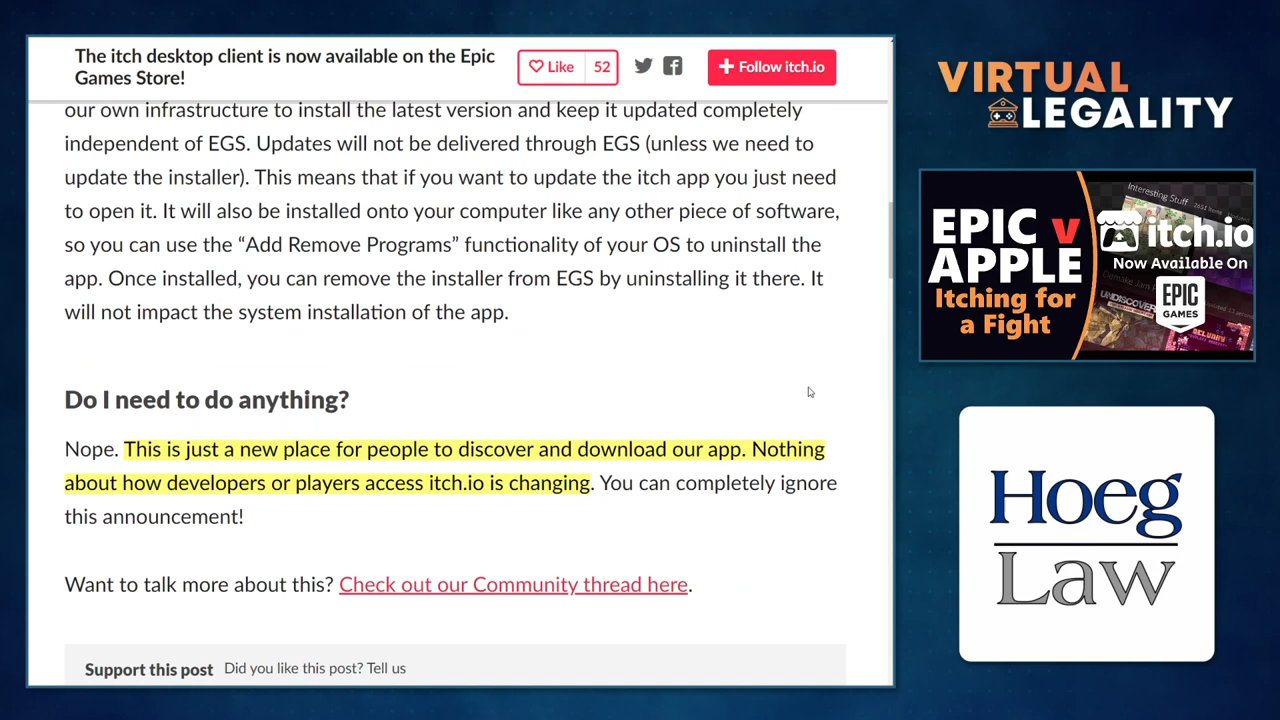 The itch desktop client is now available on the Epic
Games Store!
Like 52
+ Follow itch.io
our own infrastructure to install the latest version and keep it updated completely
independent of EGS. Updates will not be delivered through EGS (unless we need to
update the installer). This means that if you want to update the itch app you just need
to open it. It will also be installed onto your computer like any other piece of software,
so you can use the “Add Remove Programs” functionality of your OS to uninstall the
app. Once installed, you can remove the installer from EGS by uninstalling it there. It
will not impact the system installation of the app.
Do I need to do anything?
Nope. This is just a new place for people to discover and download our app. Nothing
about how developers or players access itch.io is changing. You can completely ignore
this announcement!
Want to talk more about this? Check out our Community thread here.
Support this post Did you like this post? Tell us
VIRTUAL
LEGALITY
EPIC v
APPLE
Itching for
a Fight
Interesting Stuff
itch.io
Now Available On
EPIC
GAMES
Hoeg
Law